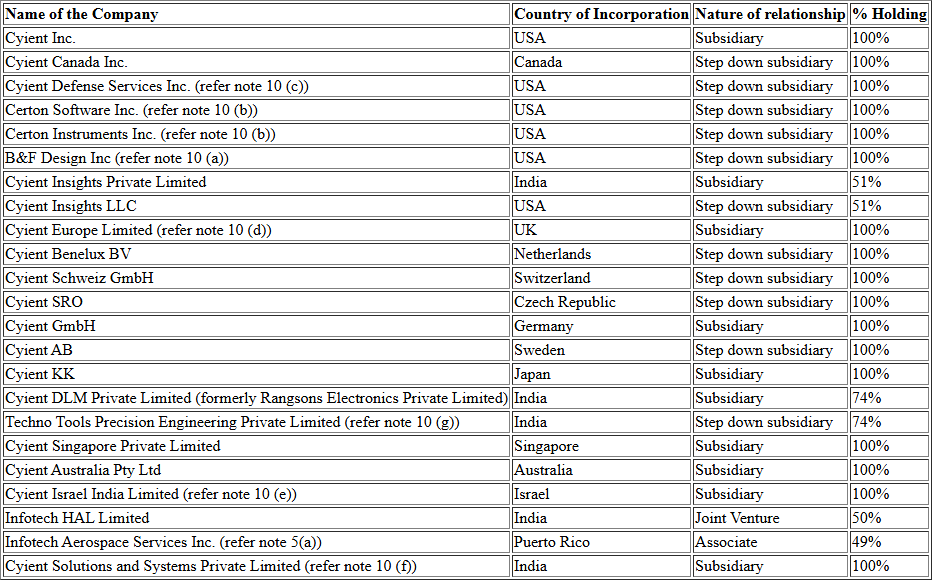 Name of the Company Country of Incorporation Nature of relationship % Holding
Cyient Inc. USA Subsidiary 100%
Cyient Canada Inc. Canada Step down subsidiary 100%
Cyient Defense Services Inc. (refer note 10 (c)) USA Step down subsidiary 100%
Certon Software Inc. (refer note 10 (b)) USA Step down subsidiary 100%
Certon Instruments Inc. (refer note 10 (b)) USA Step down subsidiary 100%
B&F Design Inc (refer note 10 (a)) USA Step down subsidiary 100%
Cyient Insights Private Limited India Subsidiary 51%
Cyient Insights LLC USA Step down subsidiary 51%
Cyient Europe Limited (refer note 10 (d)) UK Subsidiary 100%
Cyient Benelux BV Netherlands Step down subsidiary 100%
Cyient Schweiz GmbH Switzerland Step down subsidiary 100%
Cyient SRO Czech Republic Step down subsidiary 100%
Cyient GmbH Germany Subsidiary 100%
Cyient AB Sweden Step down subsidiary 100%
Cyient KK Japan Subsidiary 100%
Cyient DLM Private Limited (formerly Rangsons Electronics Private Limited) India Subsidiary 74%
Techno Tools Precision Engineering Private Limited (refer note 10 (g)) India Step down subsidiary 74%
Cyient Singapore Private Limited Singapore Subsidiary 100%
Cyient Australia Pty Ltd Australia Subsidiary 100%
Cyient Israel India Limited (refer note 10 (e)) Israel Subsidiary 100%
Infotech HAL Limited India Joint Venture 50%
Infotech Aerospace Services Inc. (refer note 5(a)) Puerto Rico Associate 49%
Cyient Solutions and Systems Private Limited (refer note 10 (f)) India Subsidiary 100%